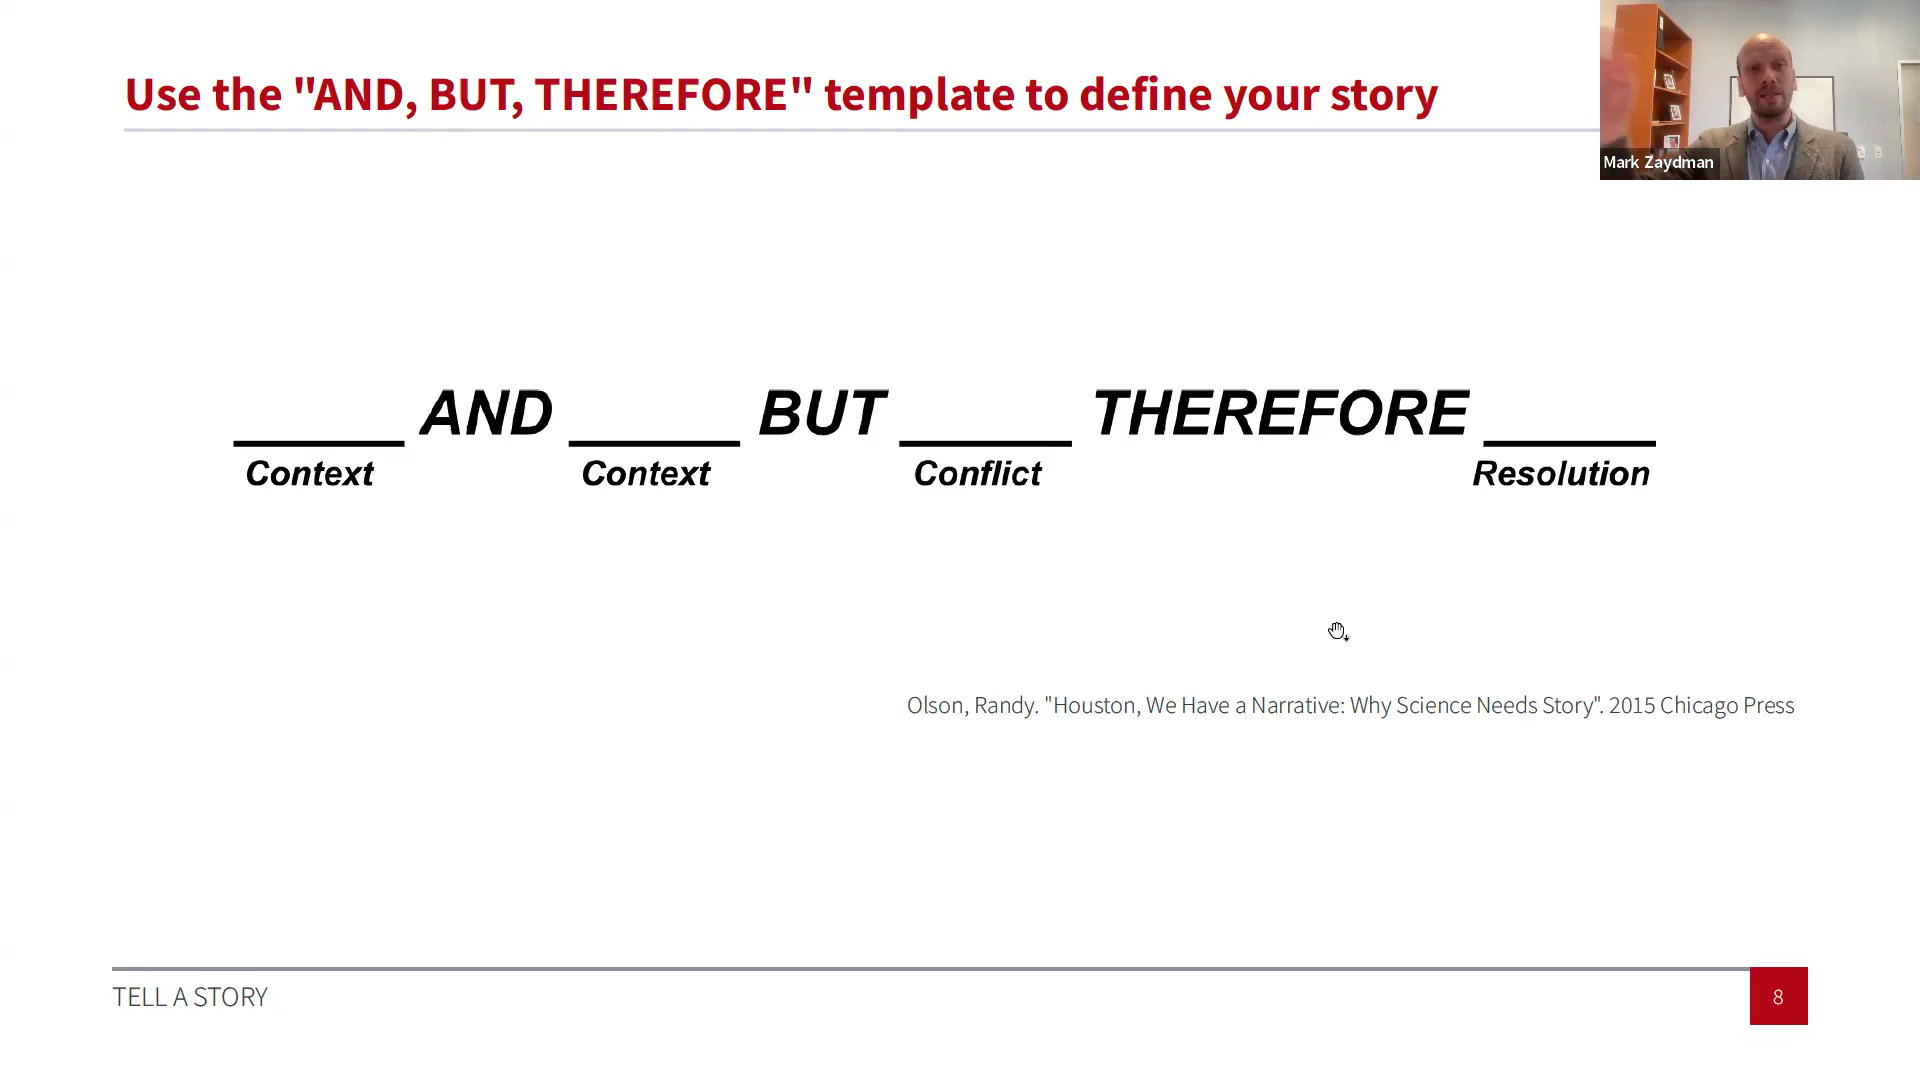 Use the "AND, BUT, THEREFORE" template to define your story
Mark Zaydman
_____ AND _____ BUT _____ THEREFORE _____
Context Context Conflict Resolution
Olson, Randy. "Houston, We Have a Narrative: Why Science Needs Story". 2015 Chicago Press
TELL A STORY
8